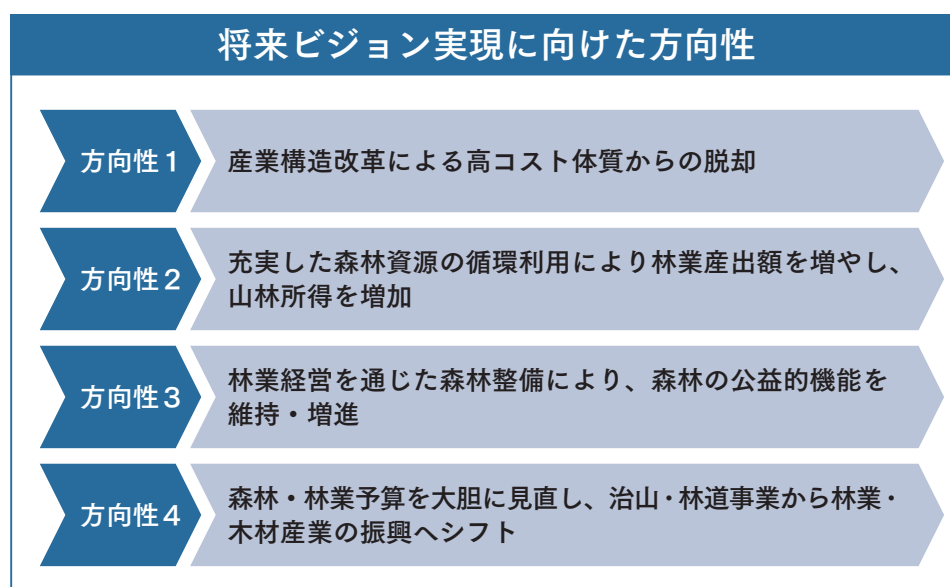 将来ビジョン実現に向けた方向性
方向性1
産業構造改革による高コスト体質からの脱却
方向性2
充実した森林資源の循環利用により林業産出額を増やし、
山林所得を増加
方向性3
林業経営を通じた森林整備により、森林の公益的機能を
維持・増進
方向性4
森林・林業予算を大胆に見直し、治山・林道事業から林業・
木材産業の振興へシフト